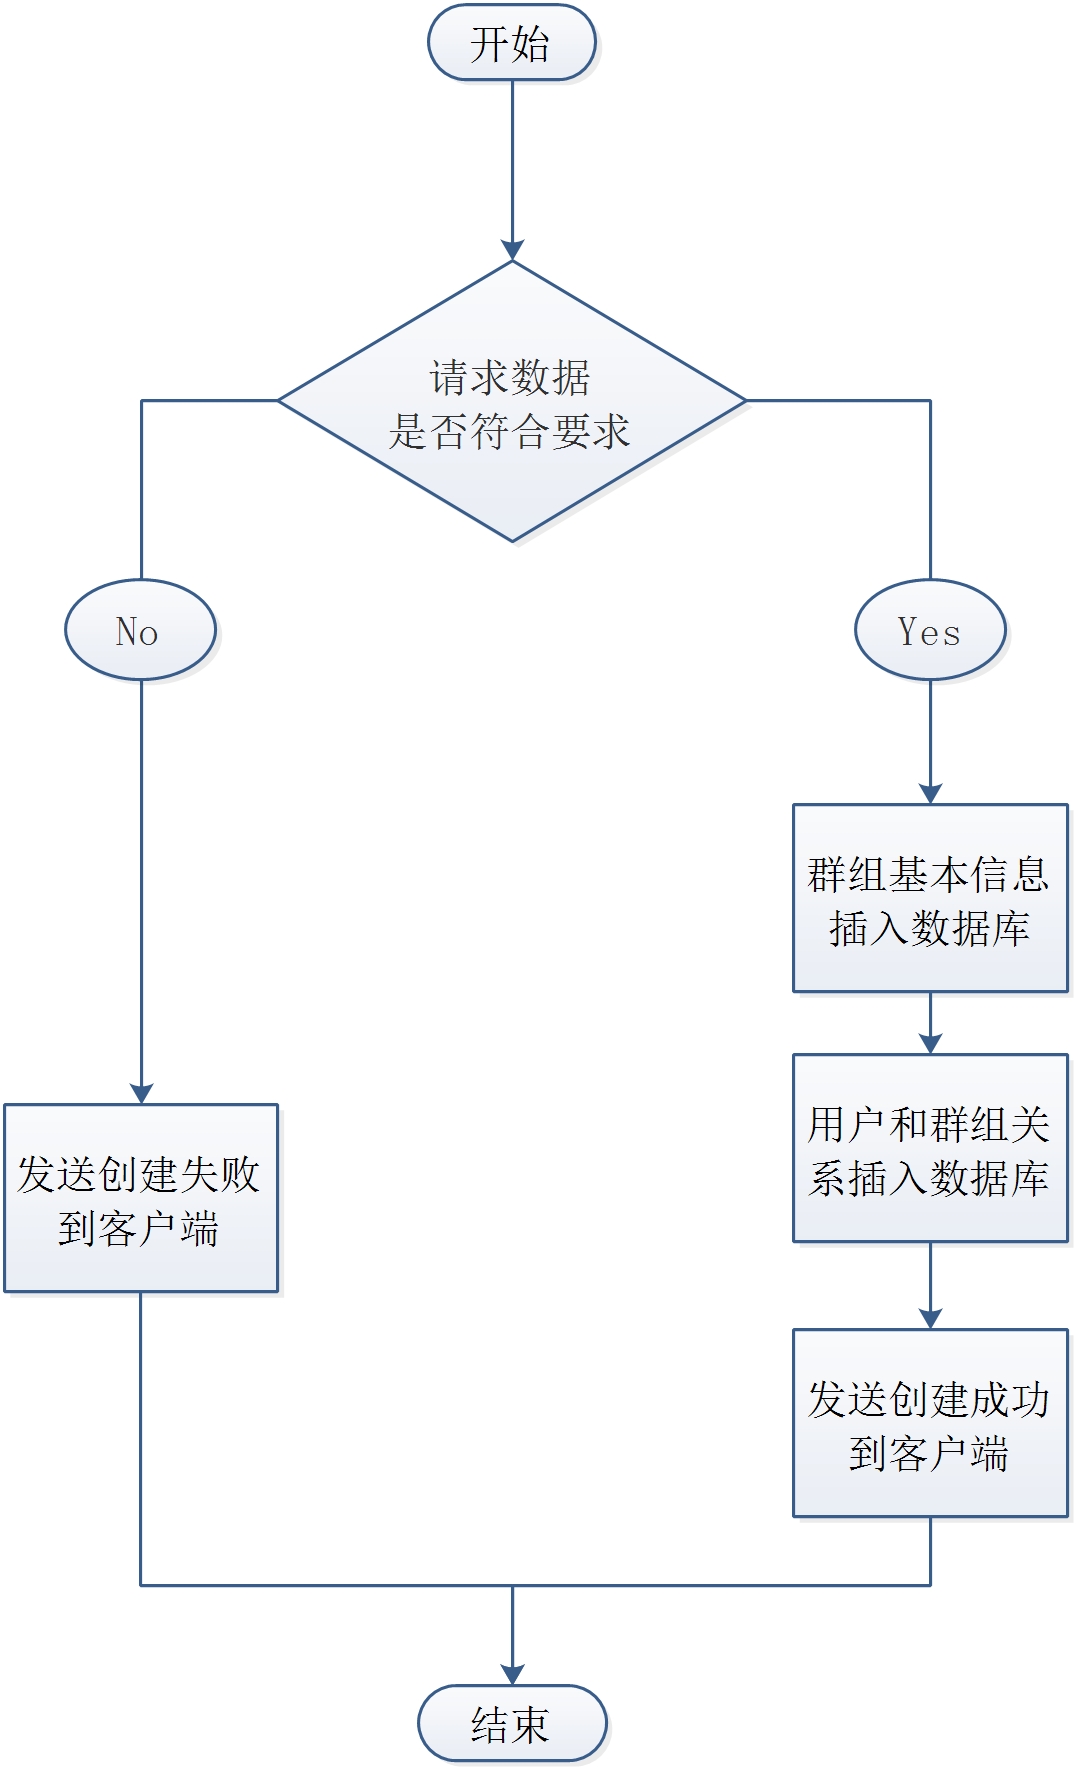 开始
请求数据
是否符合要求
No
Yes
群组基本信息
插入数据库
用户和群组关
系插入数据库
发送创建失败
到客户端
发送创建成功
到客户端
结束